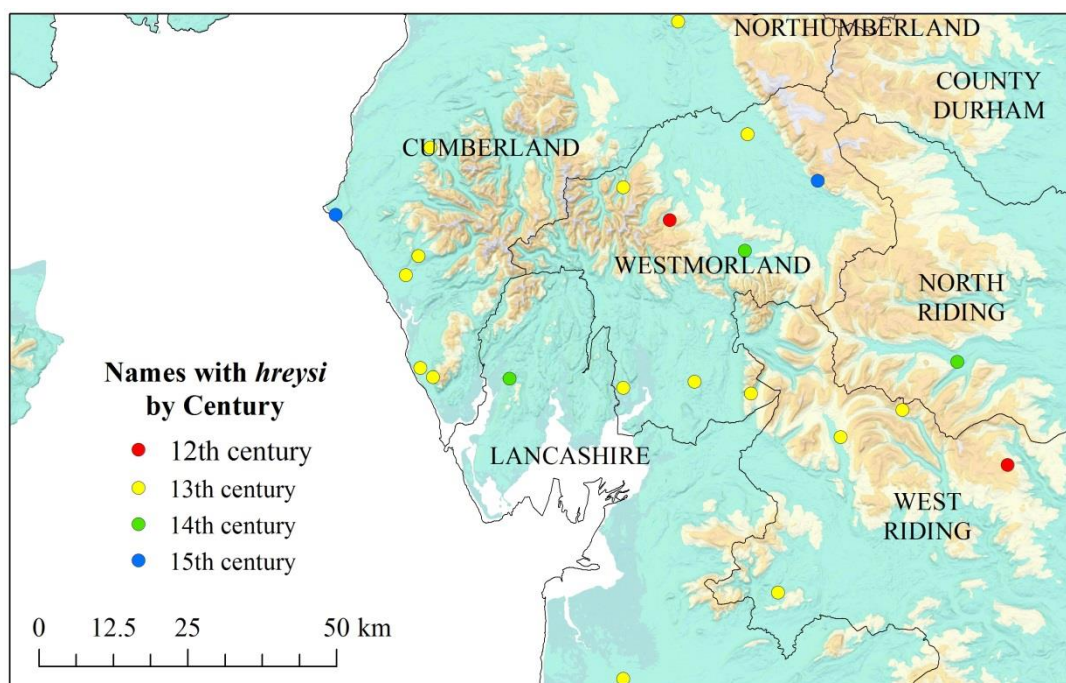 NORTHUMBERLAND
COUNTY
DURHAM
CUMBERLAND
WESTMORLAND
NORTH
RIDING
LANCASHIRE
WEST
RIDING
Names with hreysi
by Century
12th century
13th century
14th century
15th century
0 12.5 25 50 km